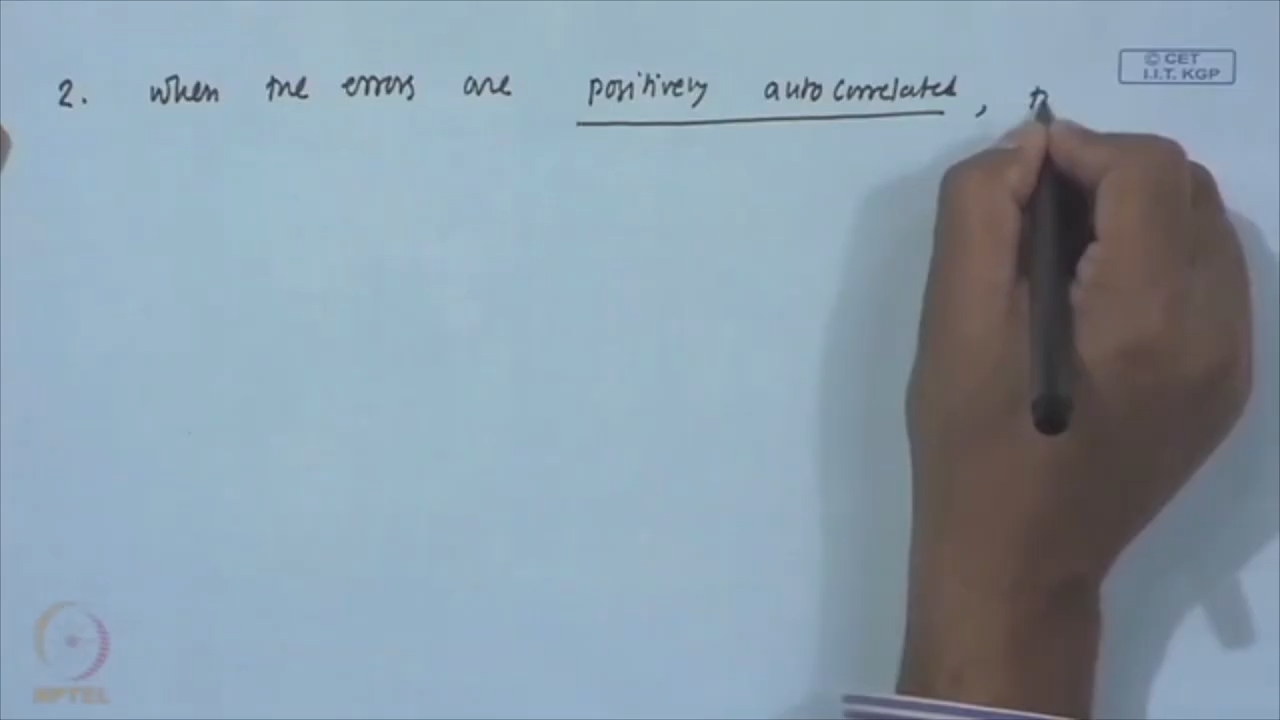 2. When the errors are positively autocorrelated,
© CET
I.I.T. KGP
NPTEL